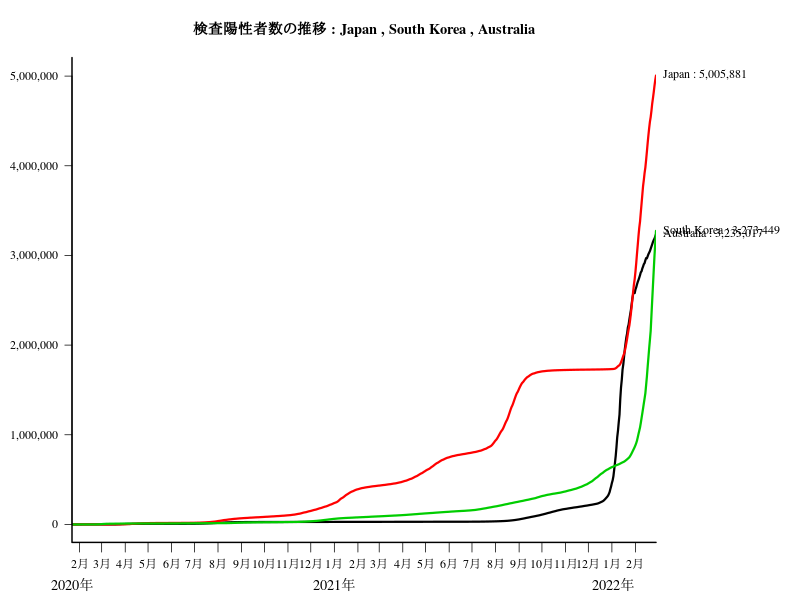 検査陽性者数の推移 : Japan , South Korea , Australia
5,000,000
4,000,000
3,000,000
2,000,000
1,000,000
0
Japan : 5,005,881
South Korea : 3,273,449
Australia : 3,235,017
2月 3月 4月 5月 6月 7月 8月 9月 10月 11月 12月 1月 2月 3月 4月 5月 6月 7月 8月 9月 10月 11月 12月 1月 2月
2020年 2021年 2022年